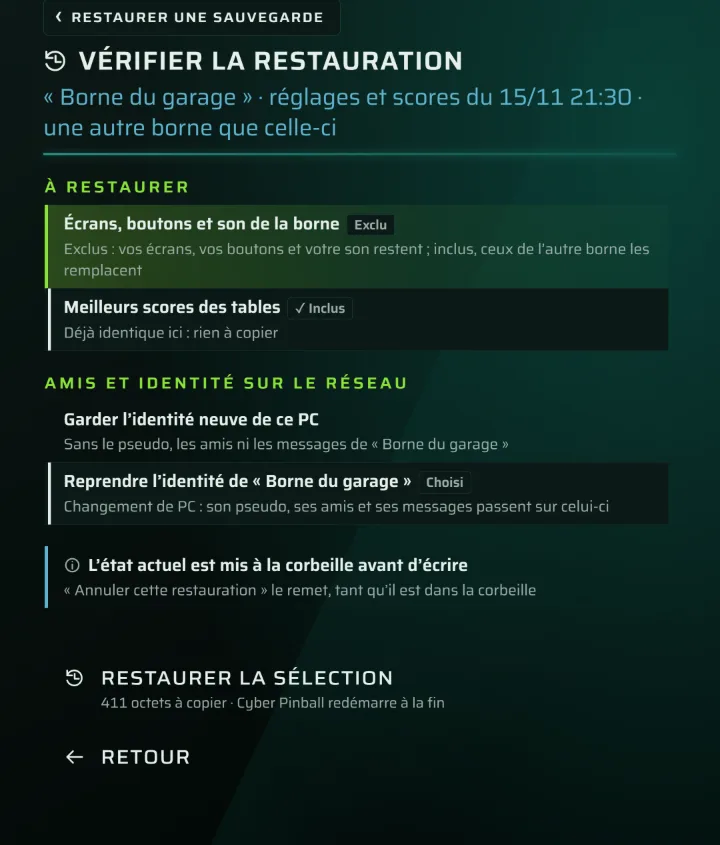 ‹ RESTAURER UNE SAUVEGARDE
VÉRIFIER LA RESTAURATION
« Borne du garage » · réglages et scores du 15/11 21:30 ·
une autre borne que celle-ci
À RESTAURER
Écrans, boutons et son de la borne Exclu
Exclus : vos écrans, vos boutons et votre son restent ; inclus, ceux de l’autre borne les
remplacent
Meilleurs scores des tables ✓ Inclus
Déjà identique ici : rien à copier
AMIS ET IDENTITÉ SUR LE RÉSEAU
Garder l’identité neuve de ce PC
Sans le pseudo, les amis ni les messages de « Borne du garage »
Reprendre l’identité de « Borne du garage » Choisi
Changement de PC : son pseudo, ses amis et ses messages passent sur celui-ci
L’état actuel est mis à la corbeille avant d’écrire
« Annuler cette restauration » le remet, tant qu’il est dans la corbeille
RESTAURER LA SÉLECTION
411 octets à copier · Cyber Pinball redémarre à la fin
← RETOUR